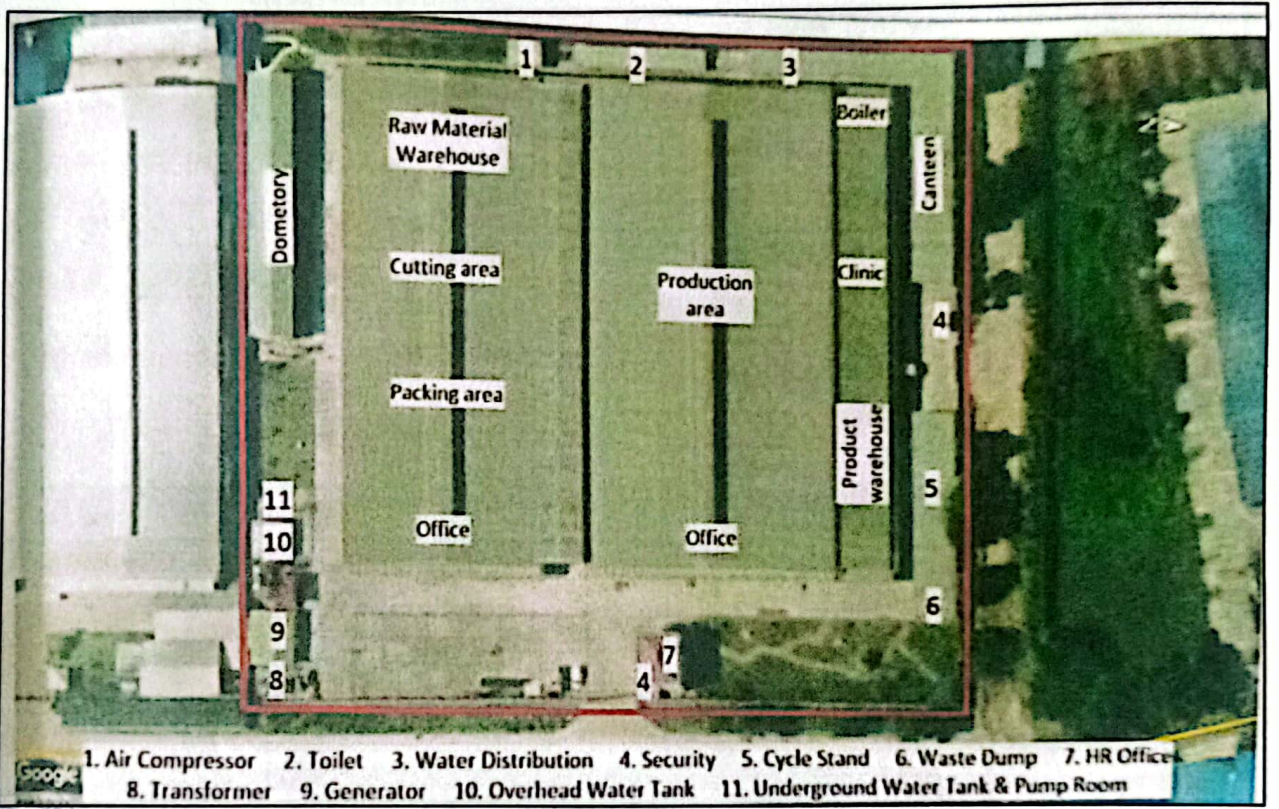 1 2 3
Boiler
Raw Material
Warehouse
Canteen
Dometory
Cutting area
Clinic
Production
area
4
Packing area
Product
warehouse
5
11
Office
Office
10
6
9
7
8
4
Google
1. Air Compressor 2. Toilet 3. Water Distribution 4. Security 5. Cycle Stand 6. Waste Dump 7. HR Office
8. Transformer 9. Generator 10. Overhead Water Tank 11. Underground Water Tank & Pump Room